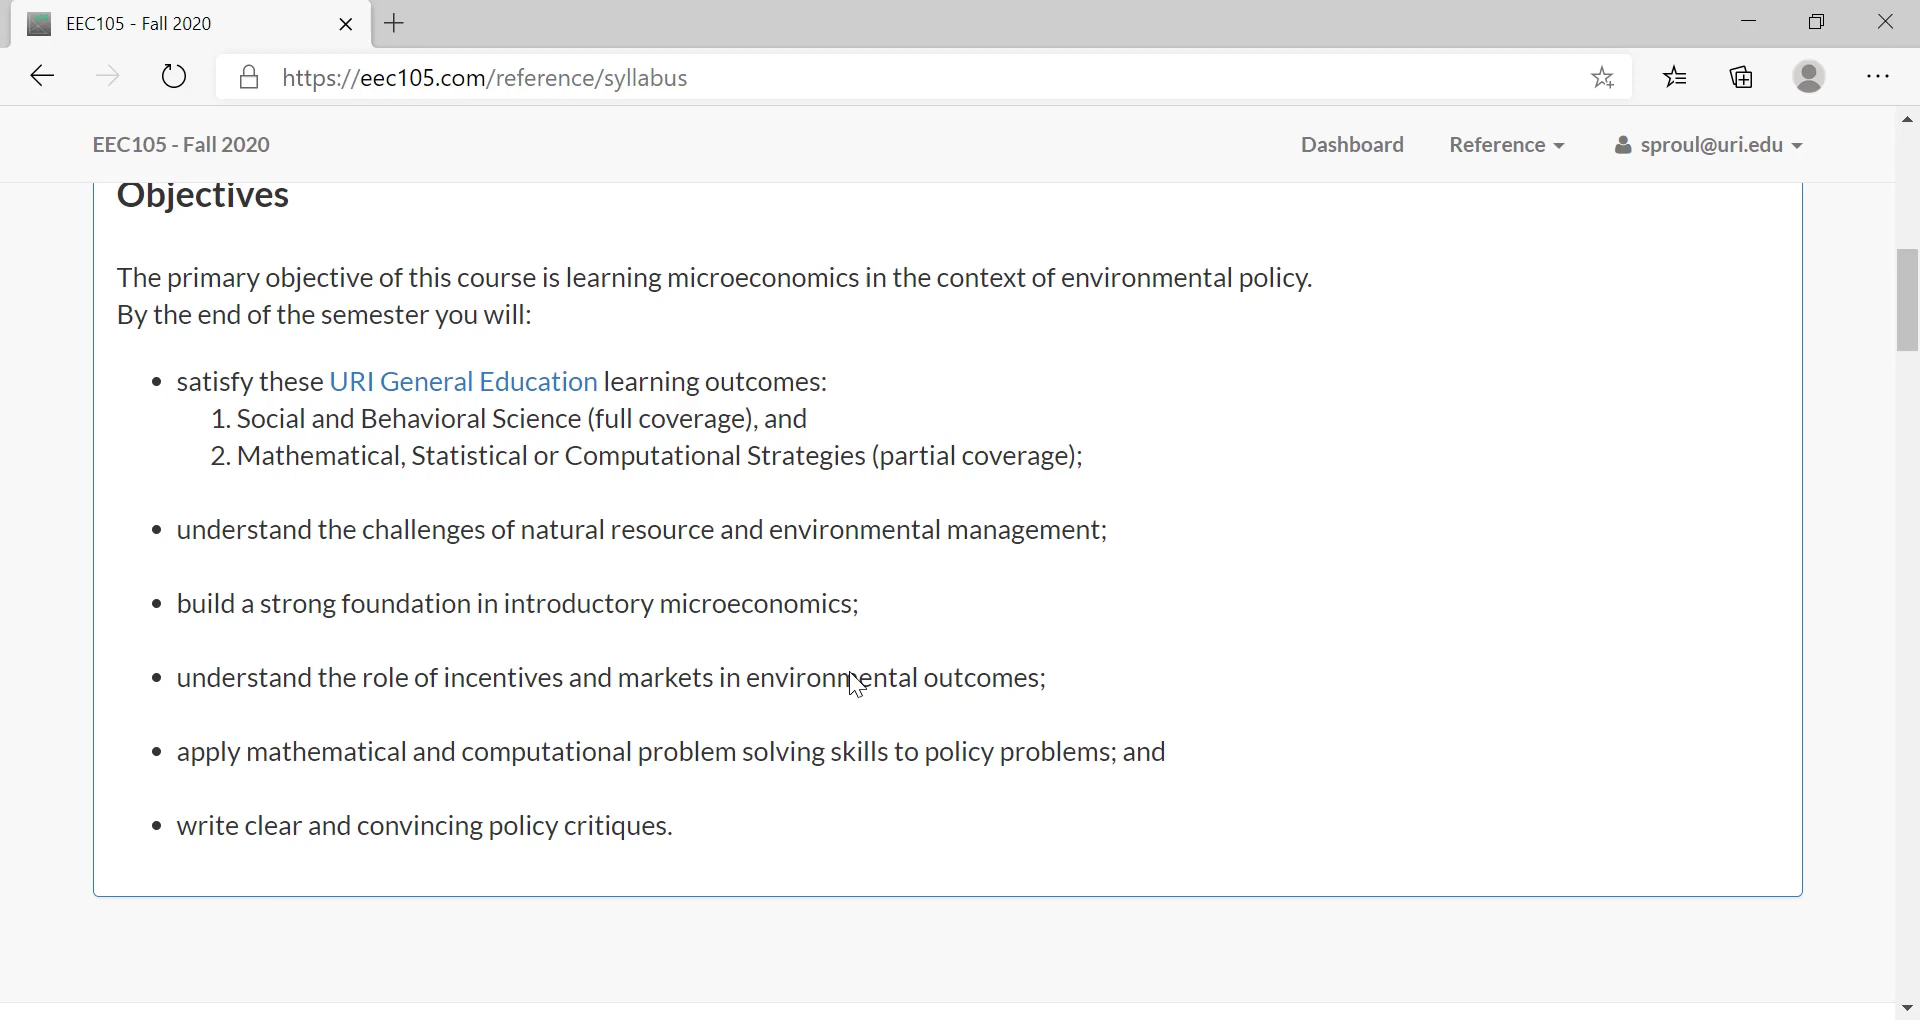 EEC105 - Fall 2020
https://eec105.com/reference/syllabus
EEC105 - Fall 2020
Dashboard
Reference
sproul@uri.edu
Objectives
The primary objective of this course is learning microeconomics in the context of environmental policy.
By the end of the semester you will:
• satisfy these URI General Education learning outcomes:
1. Social and Behavioral Science (full coverage), and
2. Mathematical, Statistical or Computational Strategies (partial coverage);
• understand the challenges of natural resource and environmental management;
• build a strong foundation in introductory microeconomics;
• understand the role of incentives and markets in environmental outcomes;
• apply mathematical and computational problem solving skills to policy problems; and
• write clear and convincing policy critiques.